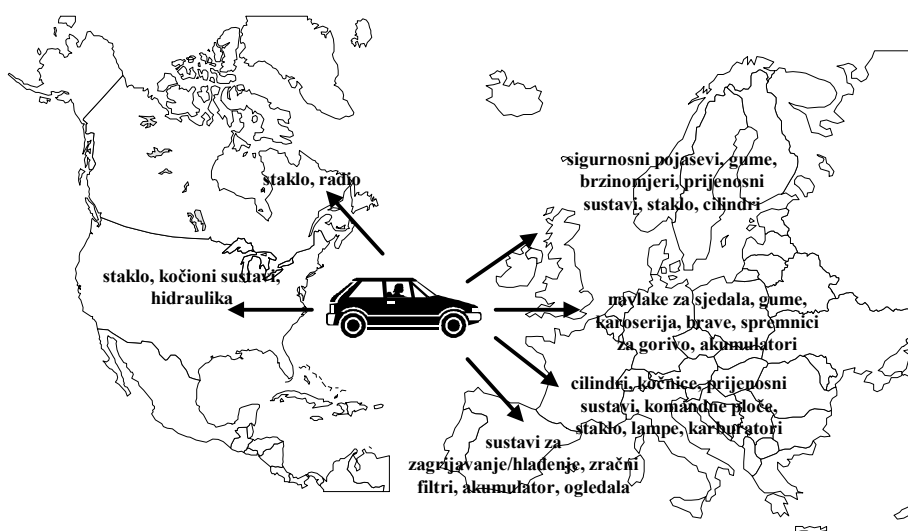 staklo, radio
staklo, kočioni sustavi,
hidraulika
sigurnosni pojasevi, gume,
brzinomjeri, prijenosni
sustavi, staklo, cilindri
navlake za sjedala, gume,
karoserija, brave, spremnici
za gorivo, akumulatori
cilindri, kočnice, prijenosni
sustavi, komandne ploče,
staklo, lampe, karburatori
sustavi za
zagrijavanje/hlađenje, zračni
filtri, akumulator, ogledala